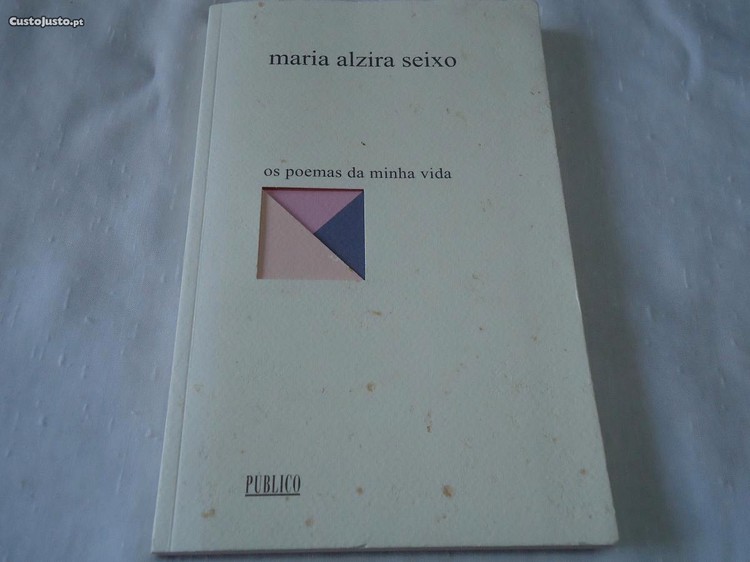 CustoJusto.pt
maria alzira seixo
os poemas da minha vida
PÚBLICO